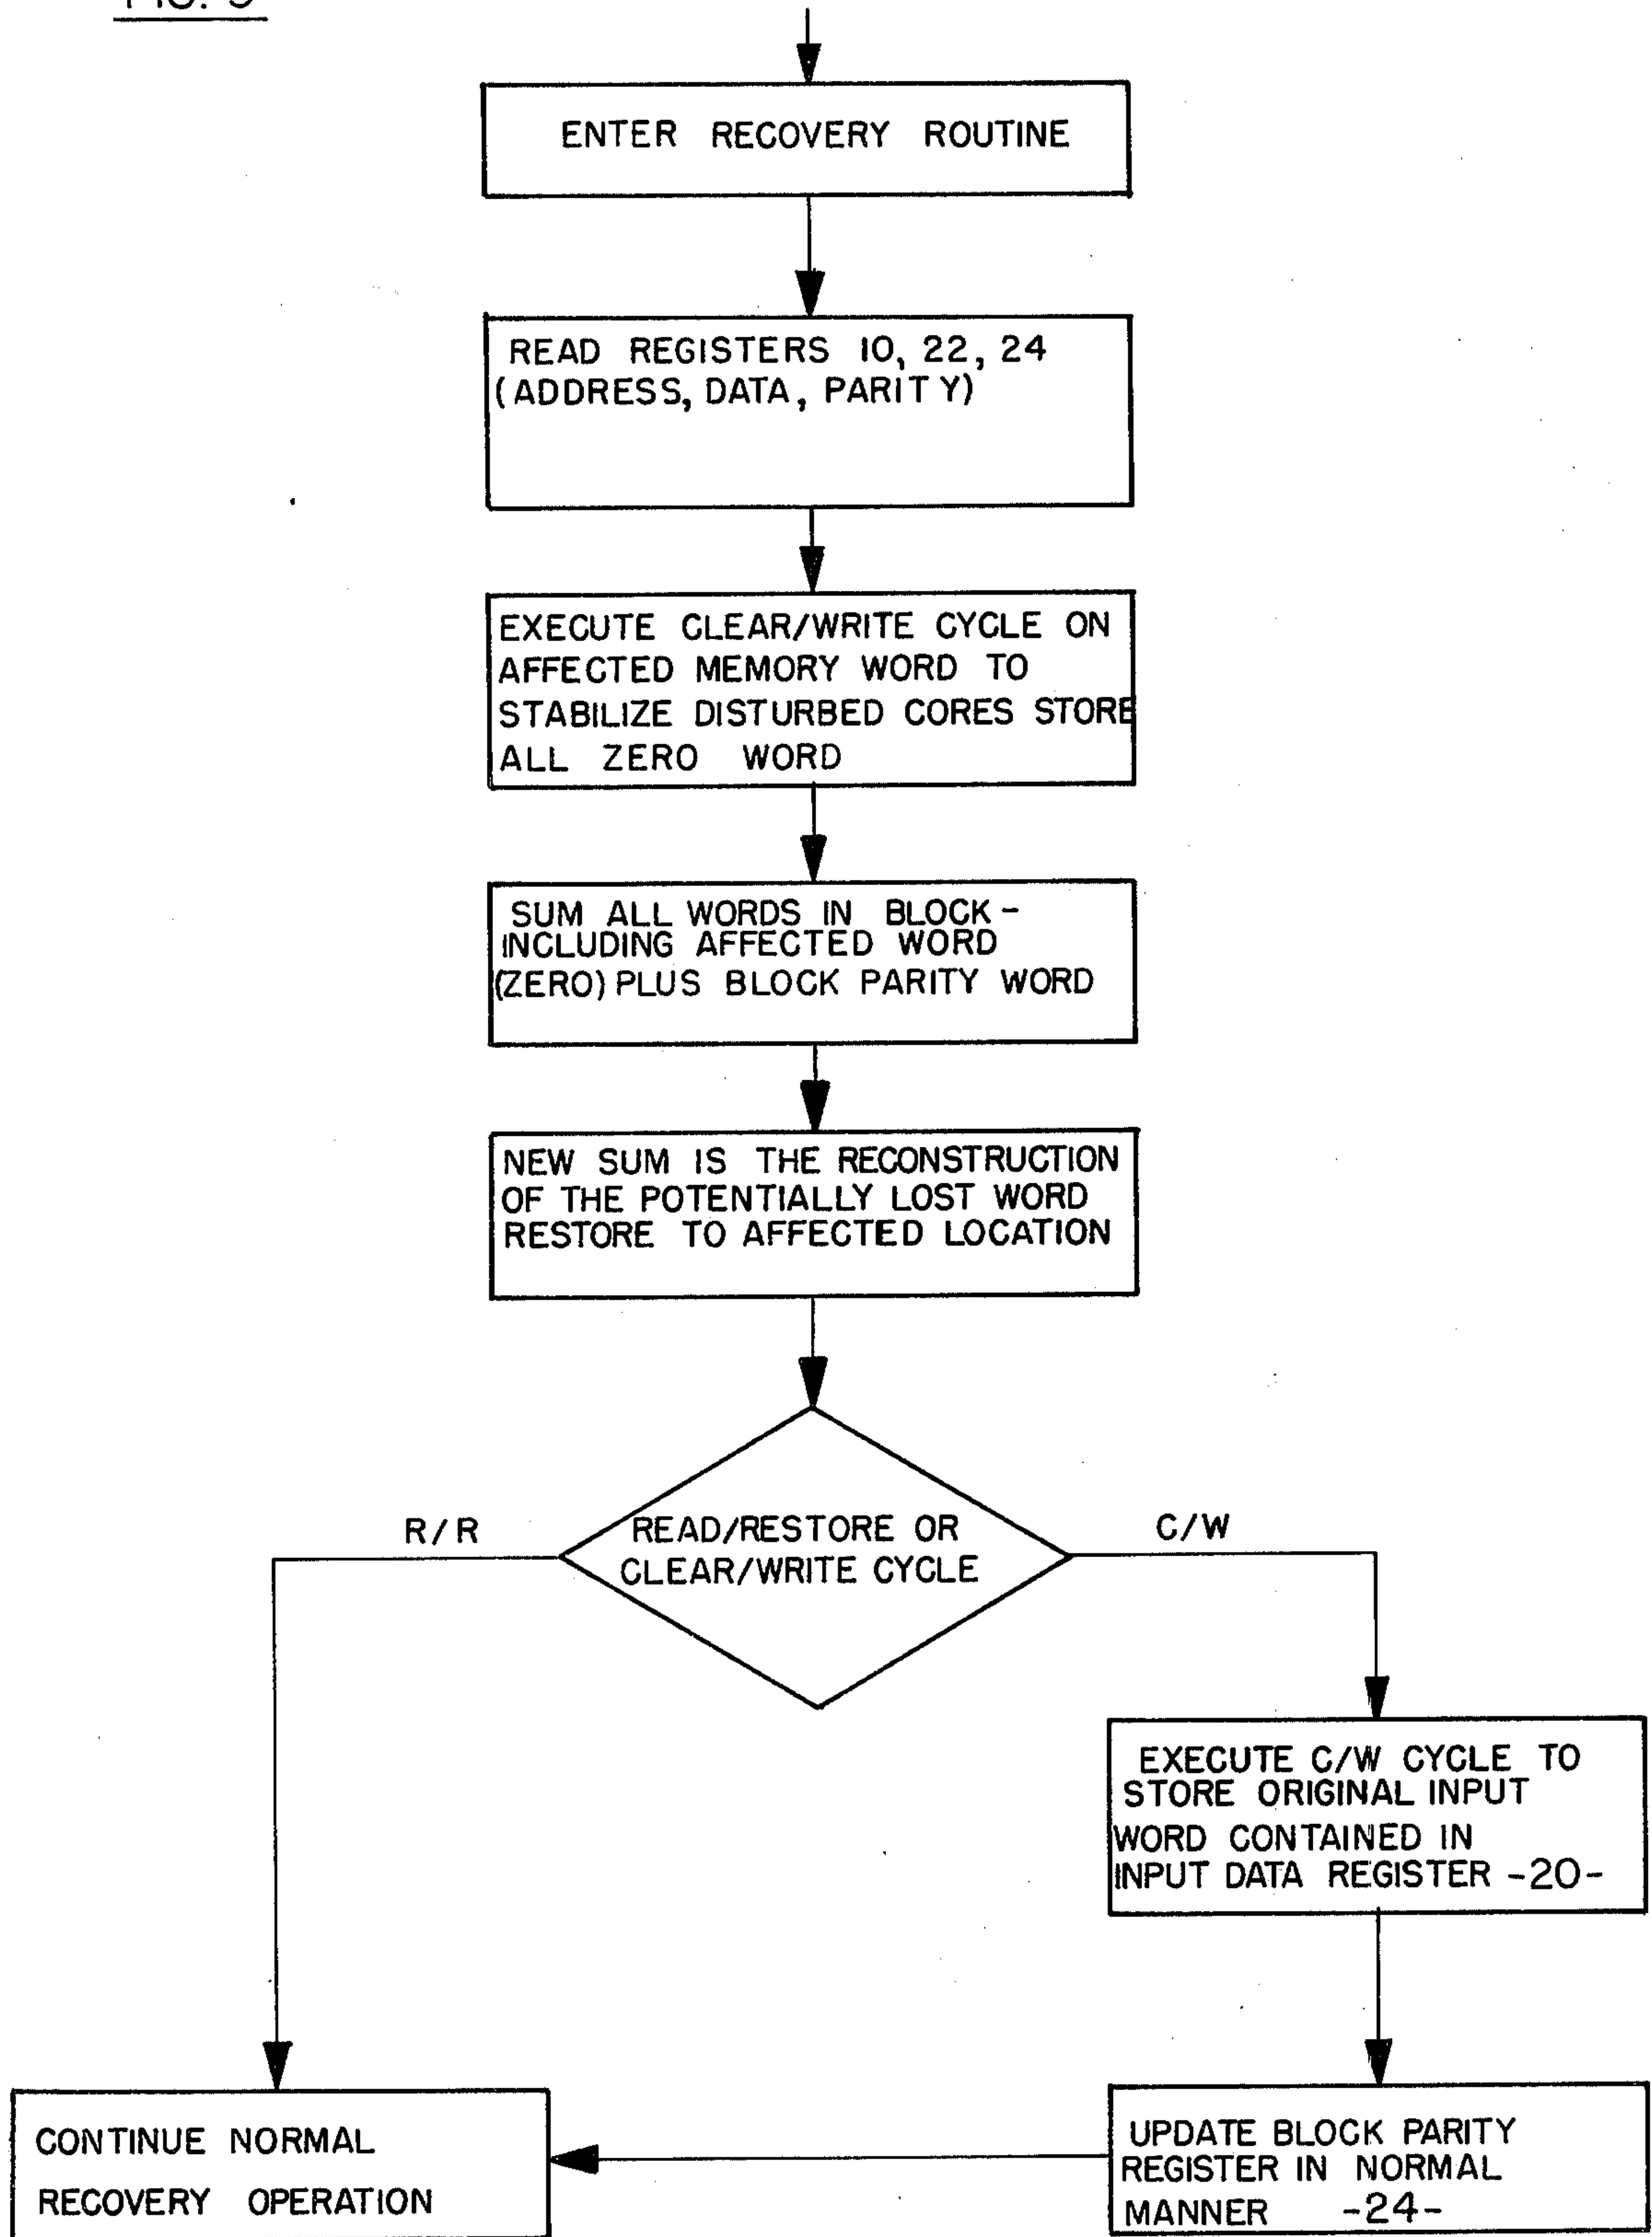 ENTER RECOVERY ROUTINE
READ REGISTERS 10, 22, 24
(ADDRESS, DATA, PARITY)
EXECUTE CLEAR/WRITE CYCLE ON
AFFECTED MEMORY WORD TO
STABILIZE DISTURBED CORES STORE
ALL ZERO WORD
SUM ALL WORDS IN BLOCK -
INCLUDING AFFECTED WORD
(ZERO) PLUS BLOCK PARITY WORD
NEW SUM IS THE RECONSTRUCTION
OF THE POTENTIALLY LOST WORD
RESTORE TO AFFECTED LOCATION
R/R
READ/RESTORE OR
CLEAR/WRITE CYCLE
C/W
EXECUTE C/W CYCLE TO
STORE ORIGINAL INPUT
WORD CONTAINED IN
INPUT DATA REGISTER -20-
UPDATE BLOCK PARITY
REGISTER IN NORMAL
MANNER -24-
CONTINUE NORMAL
RECOVERY OPERATION